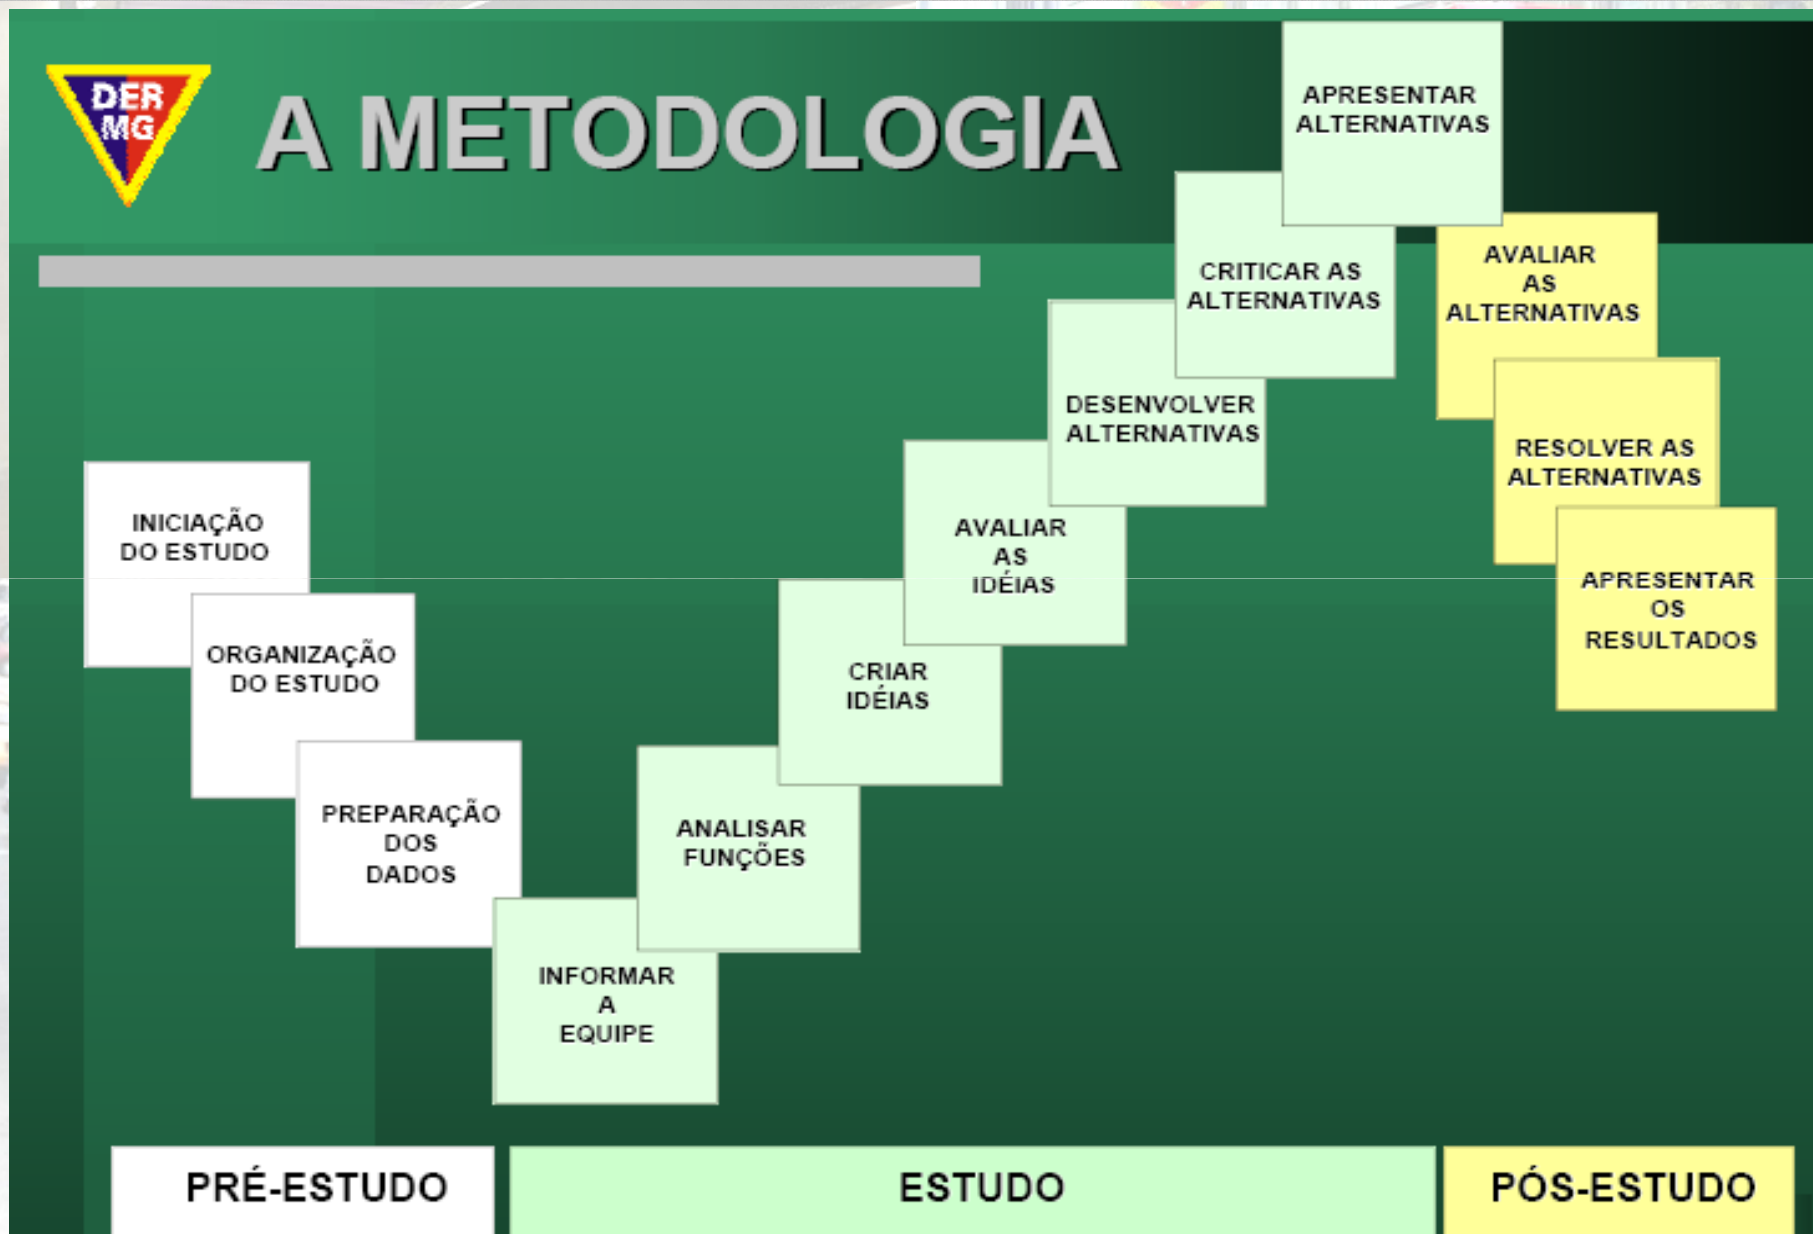 DER
MG
A METODOLOGIA
INICIAÇÃO
DO ESTUDO
ORGANIZAÇÃO
DO ESTUDO
PREPARAÇÃO
DOS
DADOS
INFORMAR
A
EQUIPE
ANALISAR
FUNÇÕES
CRIAR
IDÉIAS
AVALIAR
AS
IDÉIAS
DESENVOLVER
ALTERNATIVAS
CRITICAR AS
ALTERNATIVAS
APRESENTAR
ALTERNATIVAS
AVALIAR
AS
ALTERNATIVAS
RESOLVER AS
ALTERNATIVAS
APRESENTAR
OS
RESULTADOS
PRÉ-ESTUDO
ESTUDO
PÓS-ESTUDO